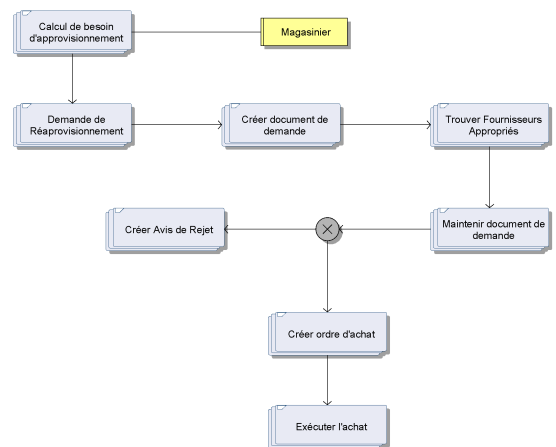 Calcul de besoin
d'approvisionnement
Magasinier
Demande de
Réaprovisionnement
Créer document de
demande
Trouver Fournisseurs
Appropriés
Créer Avis de Rejet
Maintenir document de
demande
Créer ordre d'achat
Exécuter l'achat